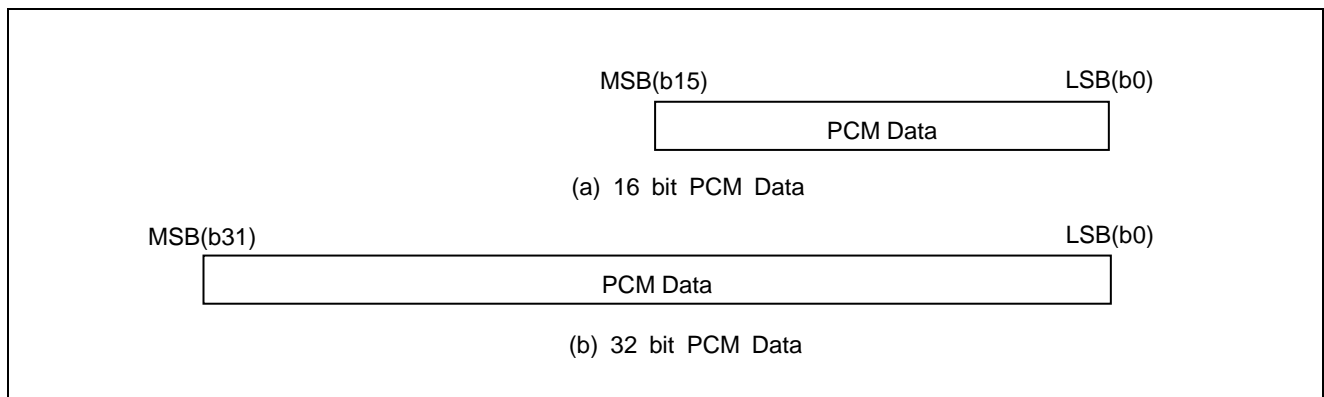 MSB(b15) LSB(b0)
PCM Data
(a) 16 bit PCM Data
MSB(b31) LSB(b0)
PCM Data
(b) 32 bit PCM Data